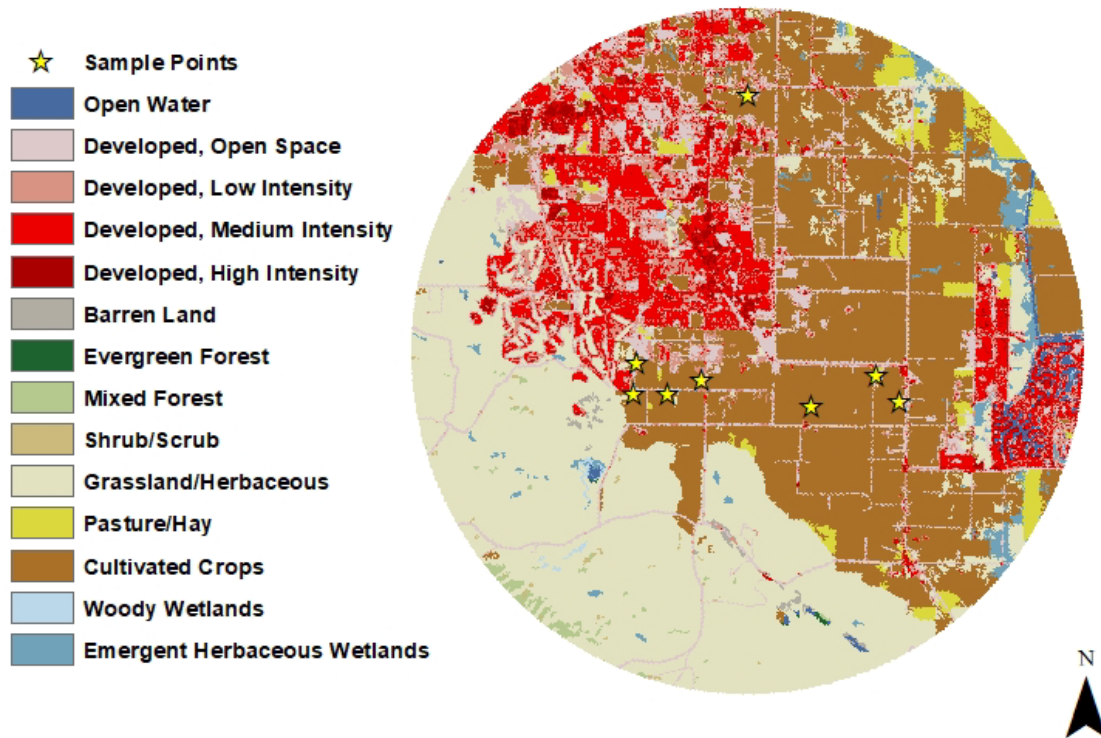 Sample Points
Open Water
Developed, Open Space
Developed, Low Intensity
Developed, Medium Intensity
Developed, High Intensity
Barren Land
Evergreen Forest
Mixed Forest
Shrub/Scrub
Grassland/Herbaceous
Pasture/Hay
Cultivated Crops
Woody Wetlands
Emergent Herbaceous Wetlands
N